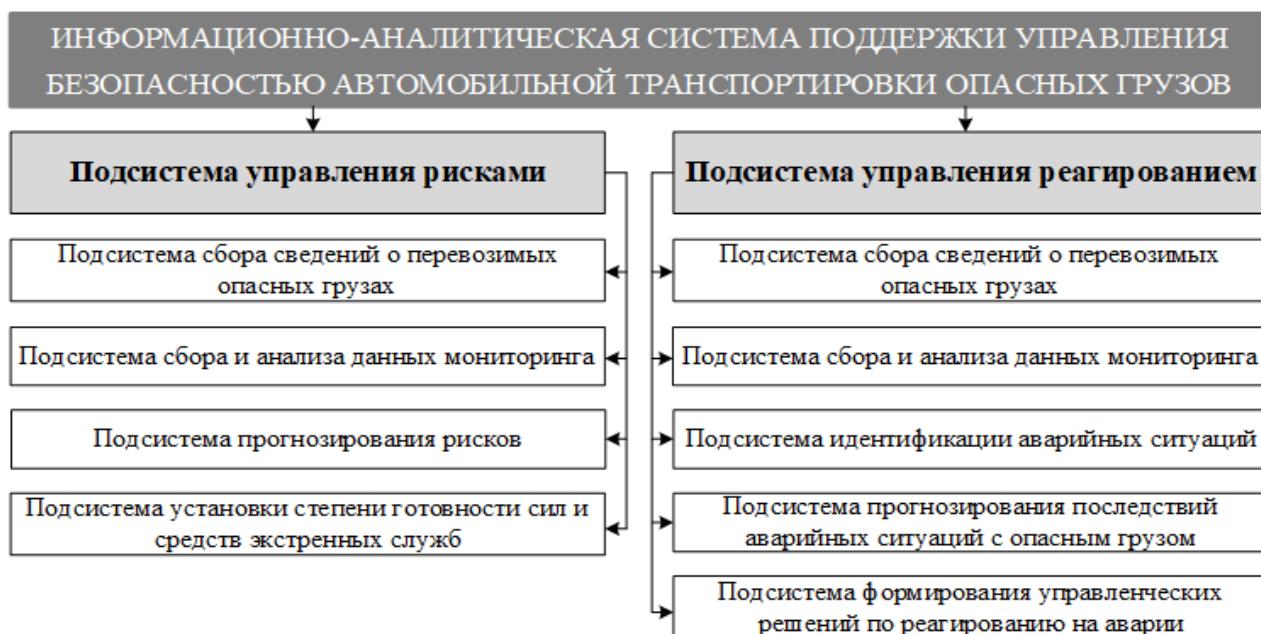 ИНФОРМАЦИОННО-АНАЛИТИЧЕСКАЯ СИСТЕМА ПОДДЕРЖКИ УПРАВЛЕНИЯ
БЕЗОПАСНОСТЬЮ АВТОМОБИЛЬНОЙ ТРАНСПОРТИРОВКИ ОПАСНЫХ ГРУЗОВ
Подсистема управления рисками
Подсистема сбора сведений о перевозимых
опасных грузах
Подсистема сбора и анализа данных мониторинга
Подсистема прогнозирования рисков
Подсистема установки степени готовности сил и
средств экстренных служб
Подсистема управления реагированием
Подсистема сбора сведений о перевозимых
опасных грузах
Подсистема сбора и анализа данных мониторинга
Подсистема идентификации аварийных ситуаций
Подсистема прогнозирования последствий
аварийных ситуаций с опасным грузом
Подсистема формирования управленческих
решений по реагированию на аварии